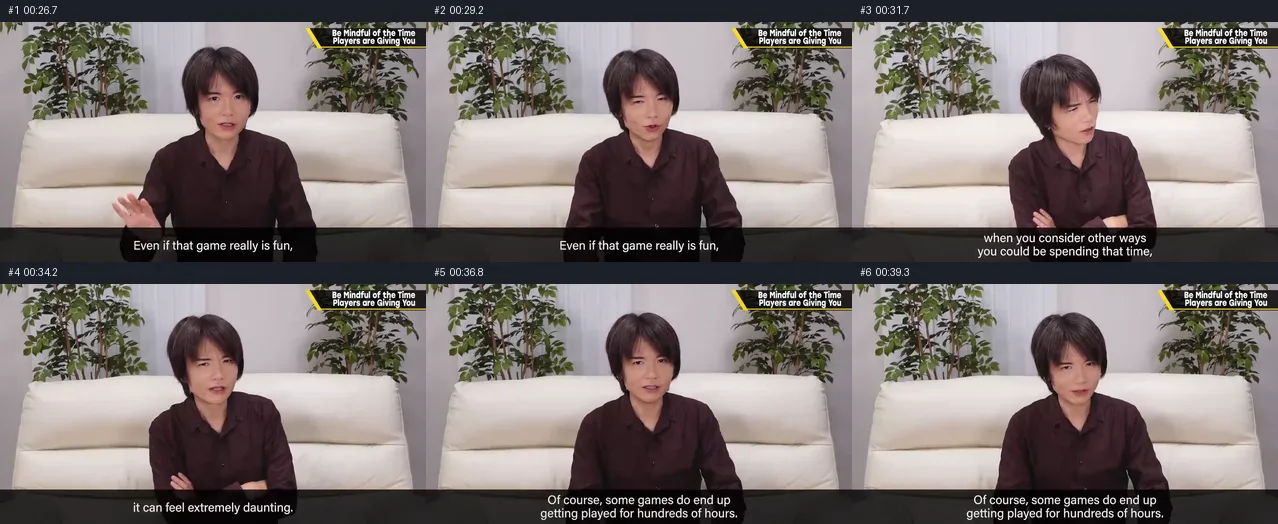 #1 00:26.7
Be Mindful of the Time
Players are Giving You
Even if that game really is fun,
#2 00:29.2
Be Mindful of the Time
Players are Giving You
Even if that game really is fun,
#3 00:31.7
Be Mindful of the Time
Players are Giving You
when you consider other ways
you could be spending that time,
#4 00:34.2
Be Mindful of the Time
Players are Giving You
it can feel extremely daunting.
#5 00:36.8
Be Mindful of the Time
Players are Giving You
Of course, some games do end up
getting played for hundreds of hours.
#6 00:39.3
Be Mindful of the Time
Players are Giving You
Of course, some games do end up
getting played for hundreds of hours.